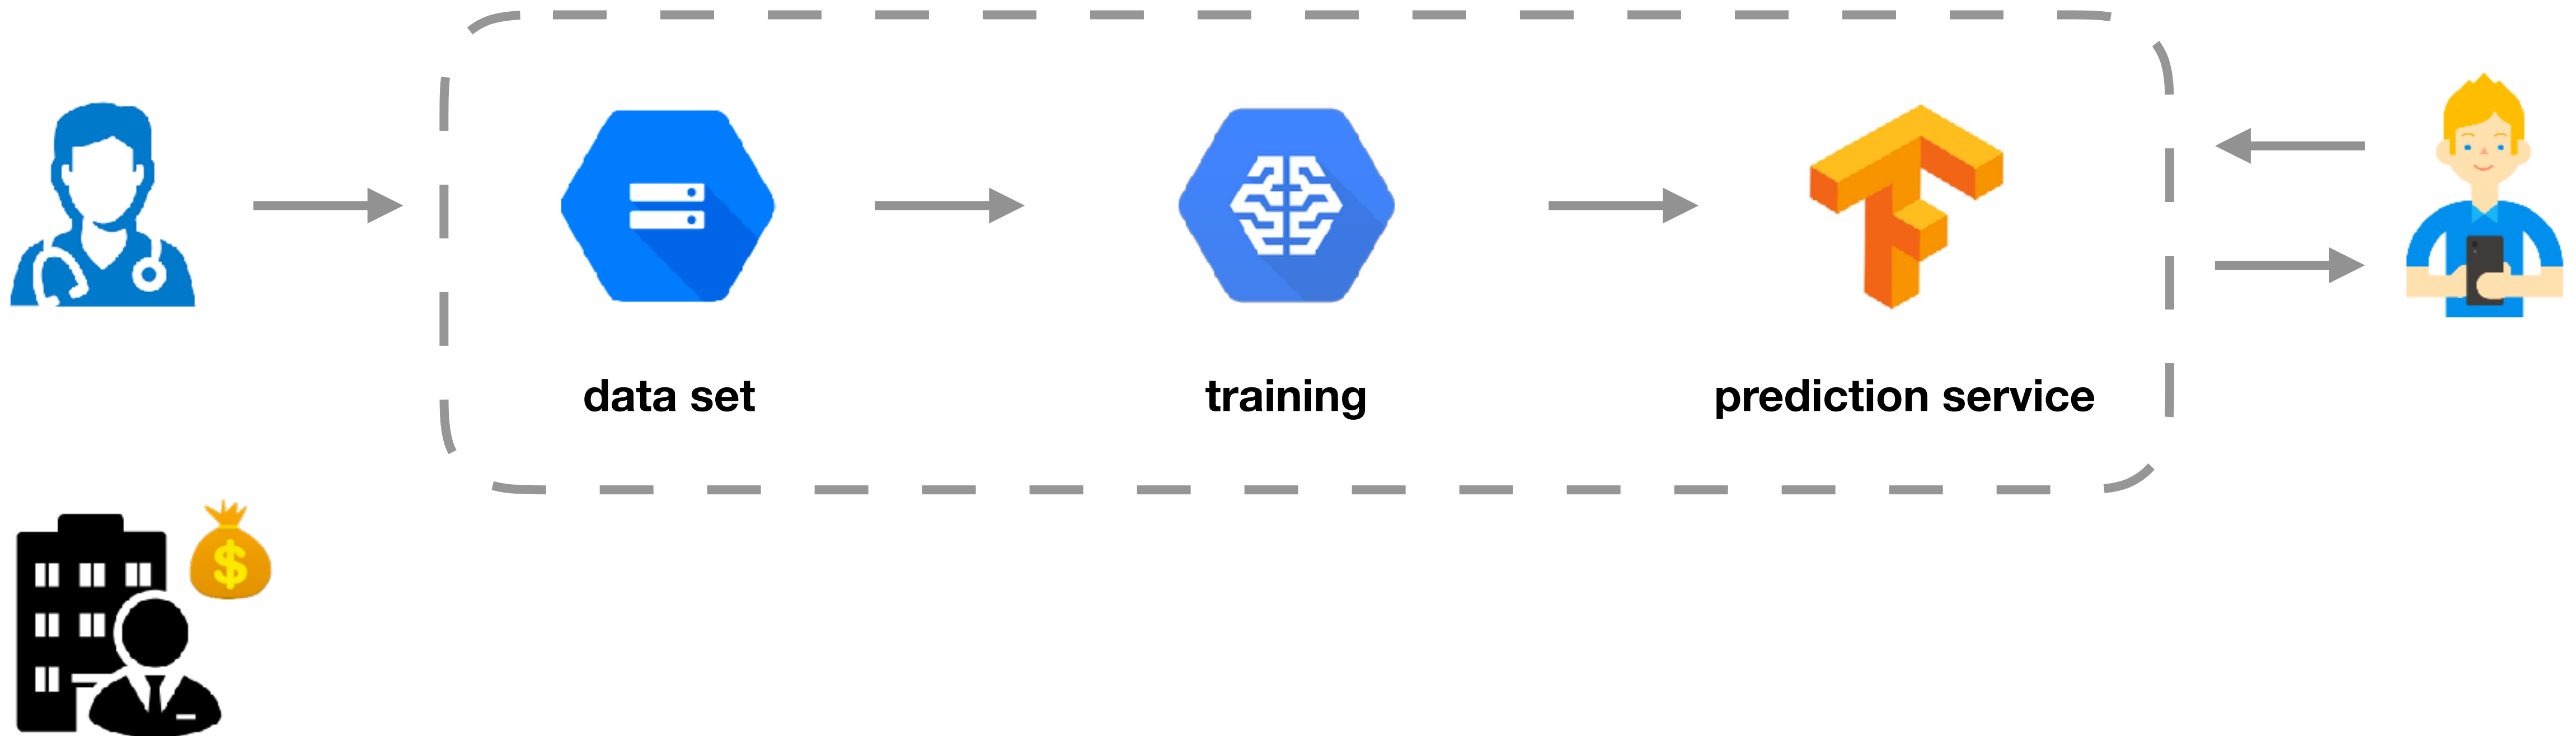 data set
training
prediction service
$